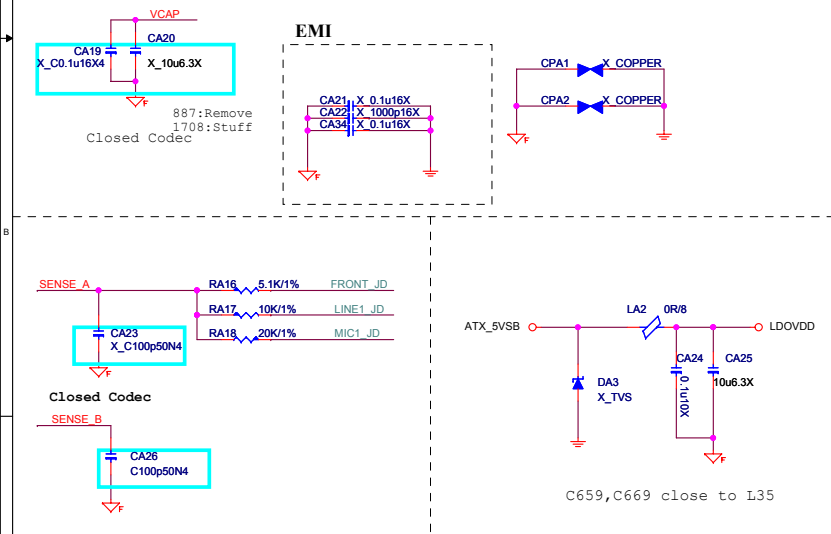 VCAP
CA19
X_C0.1u16X4
CA20
X_10u6.3X
F
887:Remove
1708:Stuff
Closed Codec
EMI
CA21 X_0.1u16X
CA22 X_1000p16X
CA34 X_0.1u16X
F
CPA1 X_COPPER
CPA2 X_COPPER
F
B
SENSE_A
RA16 5.1K/1% FRONT_JD
RA17 10K/1% LINE1_JD
RA18 20K/1% MIC1_JD
CA23
X_C100p50N4
F
Closed Codec
SENSE_B
CA26
C100p50N4
F
LA2 0R/8
ATX_5VSB
LDOVDD
DA3
X_TVS
CA24
0.1u10X
CA25
10u6.3X
F
C659,C669 close to L35